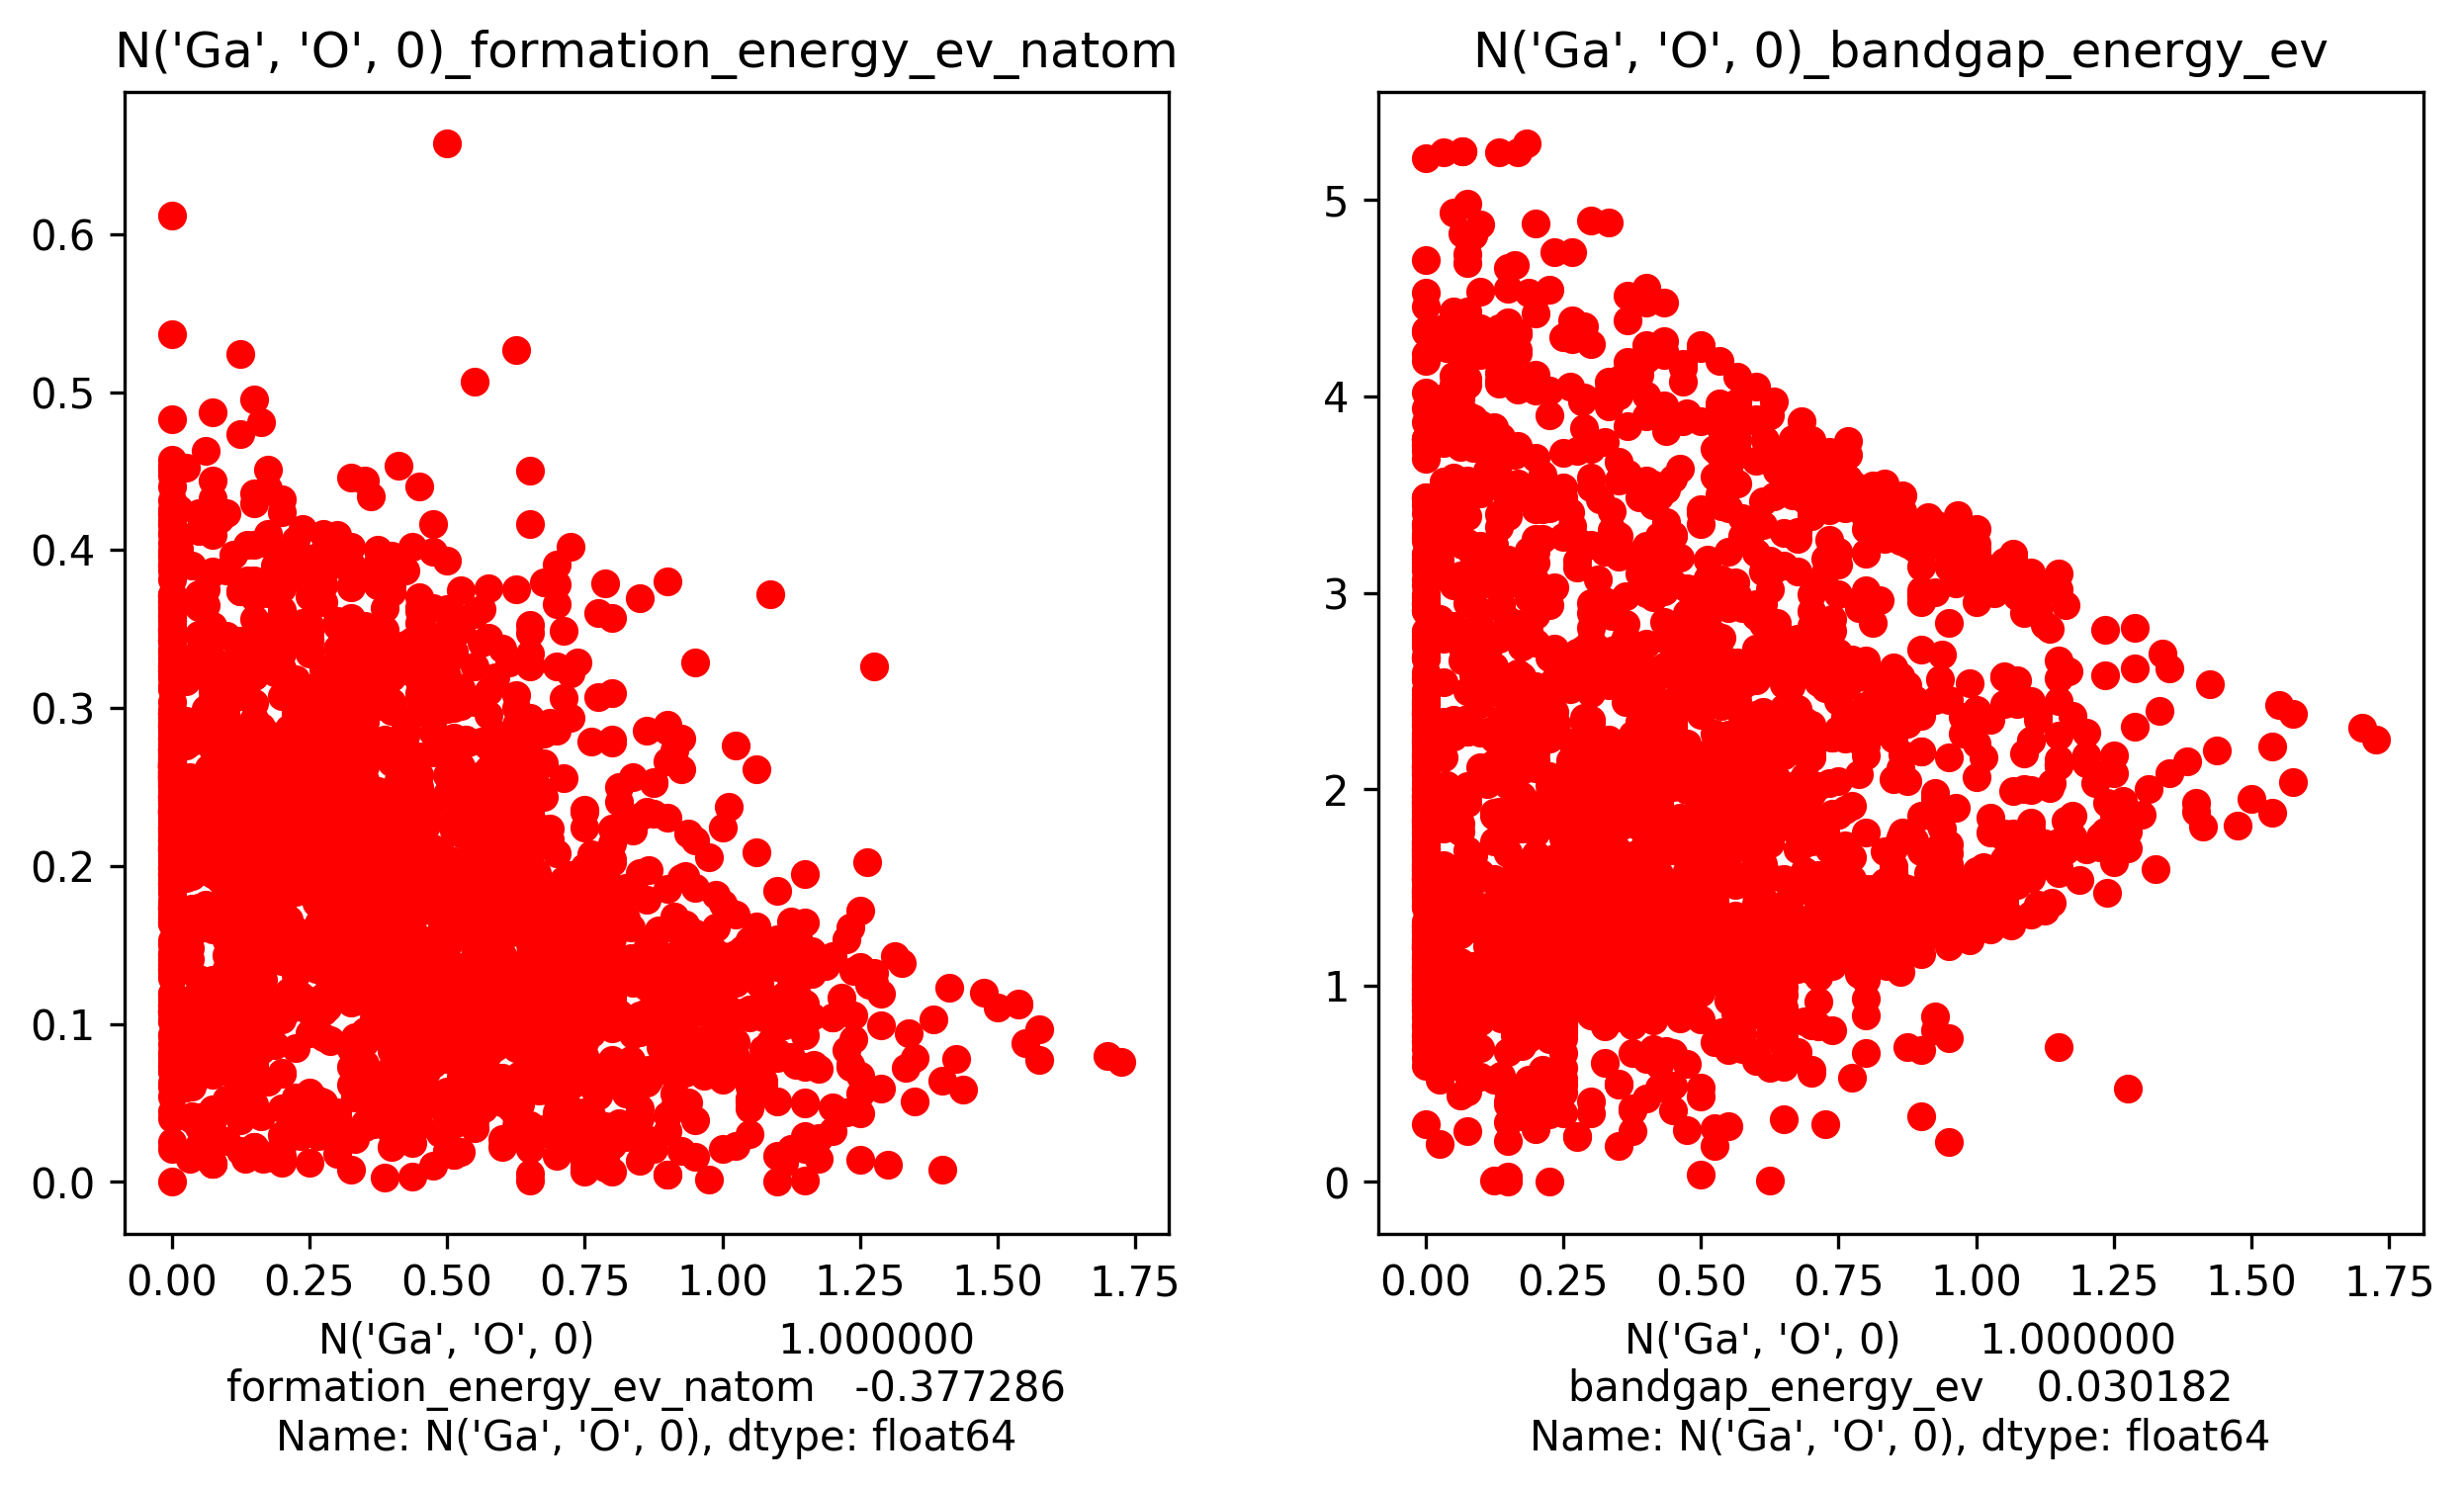 N('Ga', 'O', 0)_formation_energy_ev_natom
0.6
0.5
0.4
0.3
0.2
0.1
0.0
0.00 0.25 0.50 0.75 1.00 1.25 1.50 1.75
N('Ga', 'O', 0) 1.000000
formation_energy_ev_natom -0.377286
Name: N('Ga', 'O', 0), dtype: float64
N('Ga', 'O', 0)_bandgap_energy_ev
5
4
3
2
1
0
0.00 0.25 0.50 0.75 1.00 1.25 1.50 1.75
N('Ga', 'O', 0) 1.000000
bandgap_energy_ev 0.030182
Name: N('Ga', 'O', 0), dtype: float64